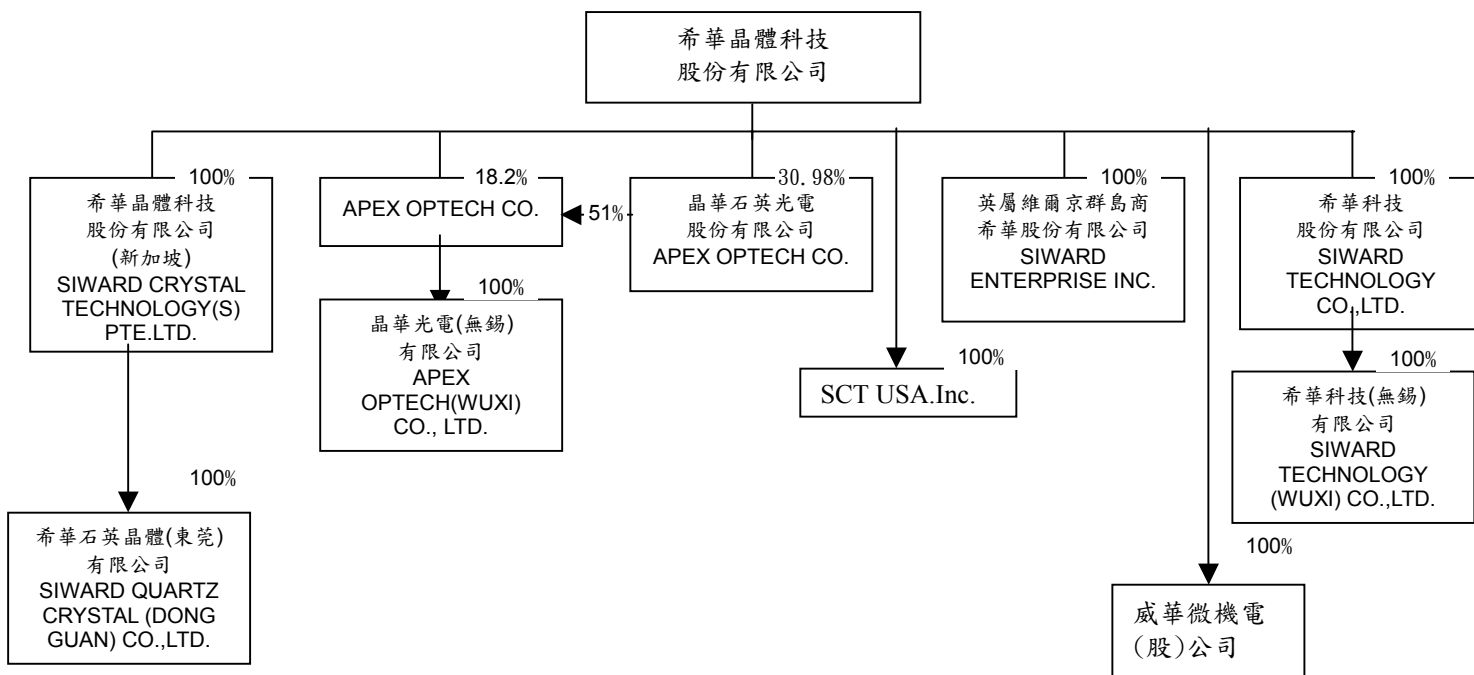 希華晶體科技
股份有限公司
100%
希華晶體科技
股份有限公司
(新加坡)
SIWARD CRYSTAL
TECHNOLOGY(S)
PTE.LTD.
18.2%
APEX OPTECH CO.
51%
30.98%
晶華石英光電
股份有限公司
APEX OPTECH CO.
100%
英屬維爾京群島商
希華股份有限公司
SIWARD
ENTERPRISE INC.
100%
希華科技
股份有限公司
SIWARD
TECHNOLOGY
CO.,LTD.
100%
晶華光電(無錫)
有限公司
APEX
OPTECH(WUXI)
CO., LTD.
100%
SCT USA.Inc.
100%
希華科技(無錫)
有限公司
SIWARD
TECHNOLOGY
(WUXI) CO.,LTD.
100%
希華石英晶體(東莞)
有限公司
SIWARD QUARTZ
CRYSTAL (DONG
GUAN) CO.,LTD.
100%
威華微機電
(股)公司